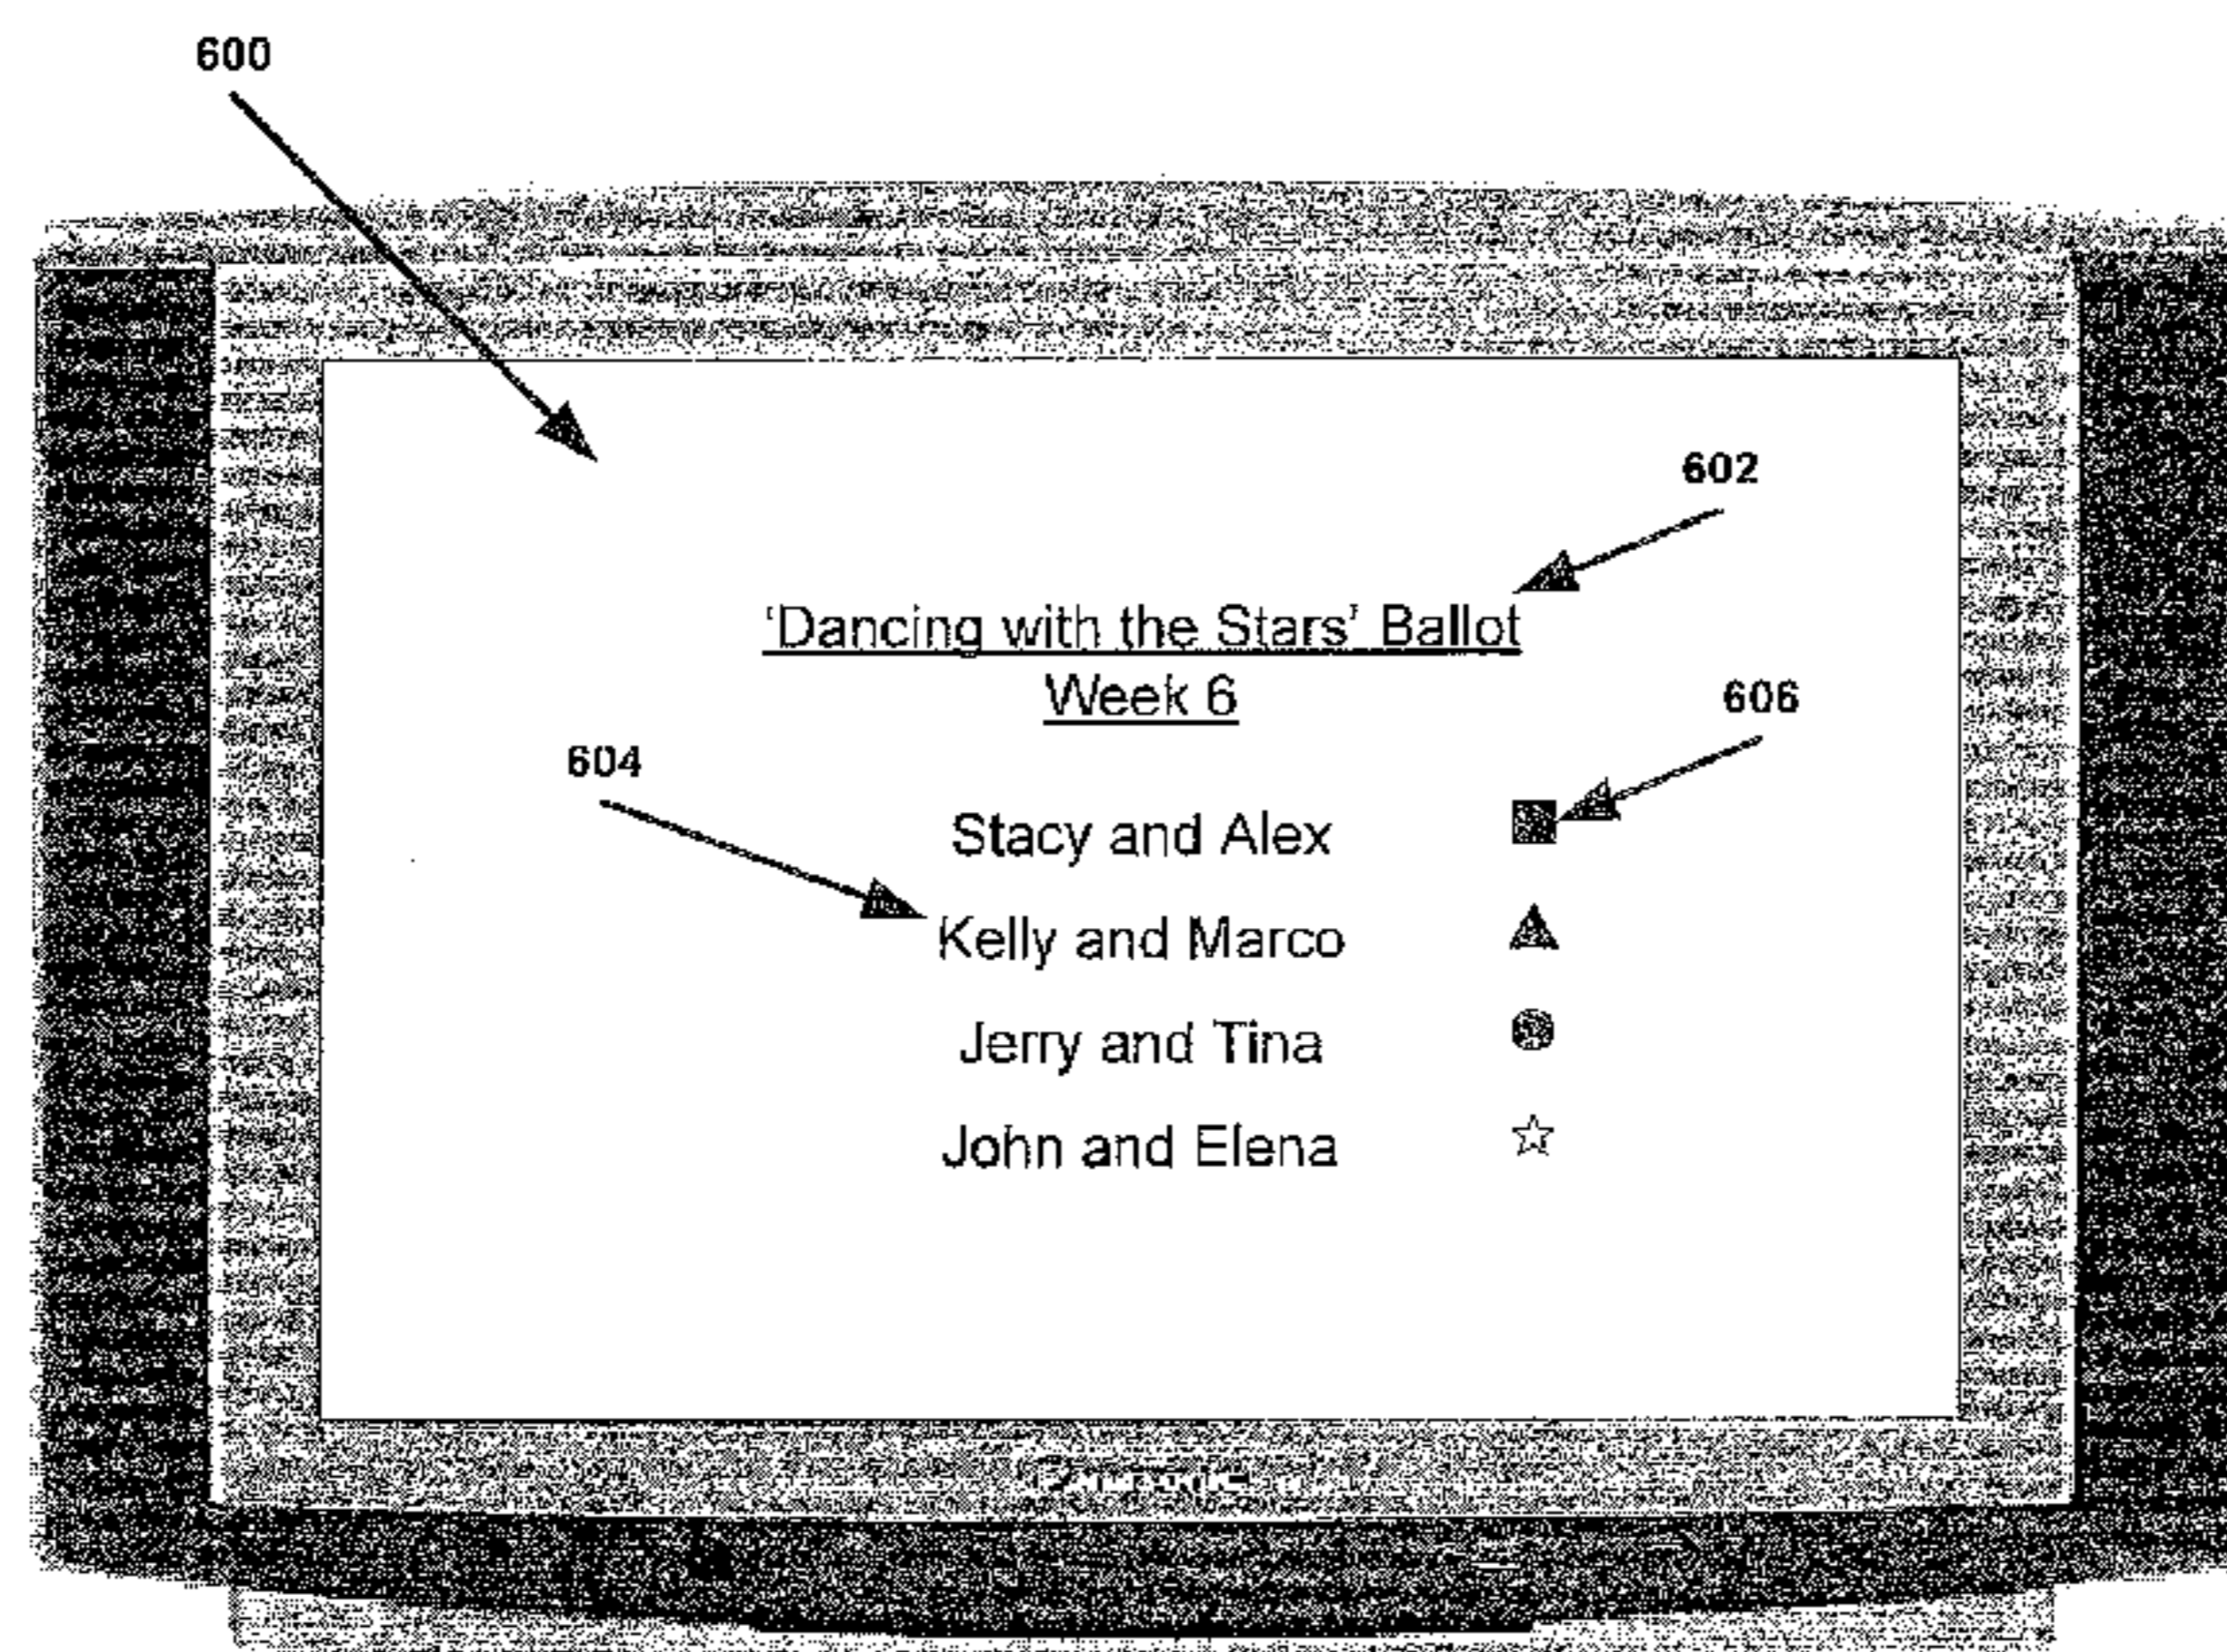 600
602
'Dancing with the Stars' Ballot
Week 6
606
604
Stacy and Alex
Kelly and Marco
Jerry and Tina
John and Elena